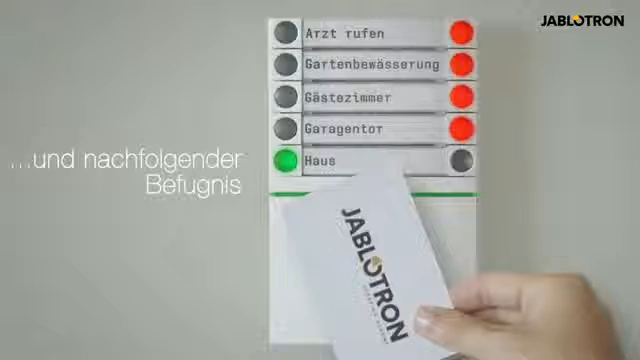 JABLOTRON
Arzt rufen
Gartenbewässerung
Gästezimmer
Garagentor
Haus
...und nachfolgender
Befugnis
JABLOTRON